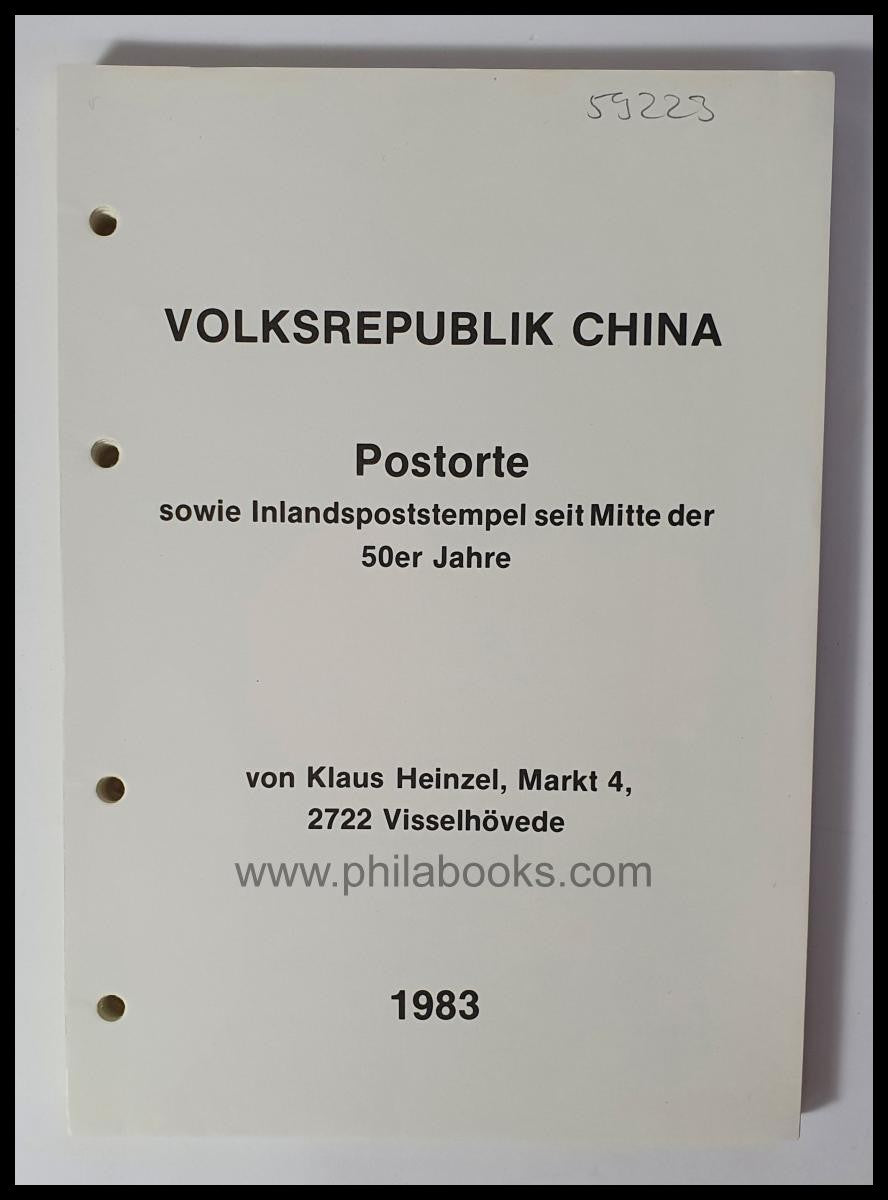 59223
VOLKSREPUBLIK CHINA
Postorte
sowie Inlandspoststempel seit Mitte der
50er Jahre
von Klaus Heinzel, Markt 4,
2722 Visselhövede
www.philabooks.com
1983